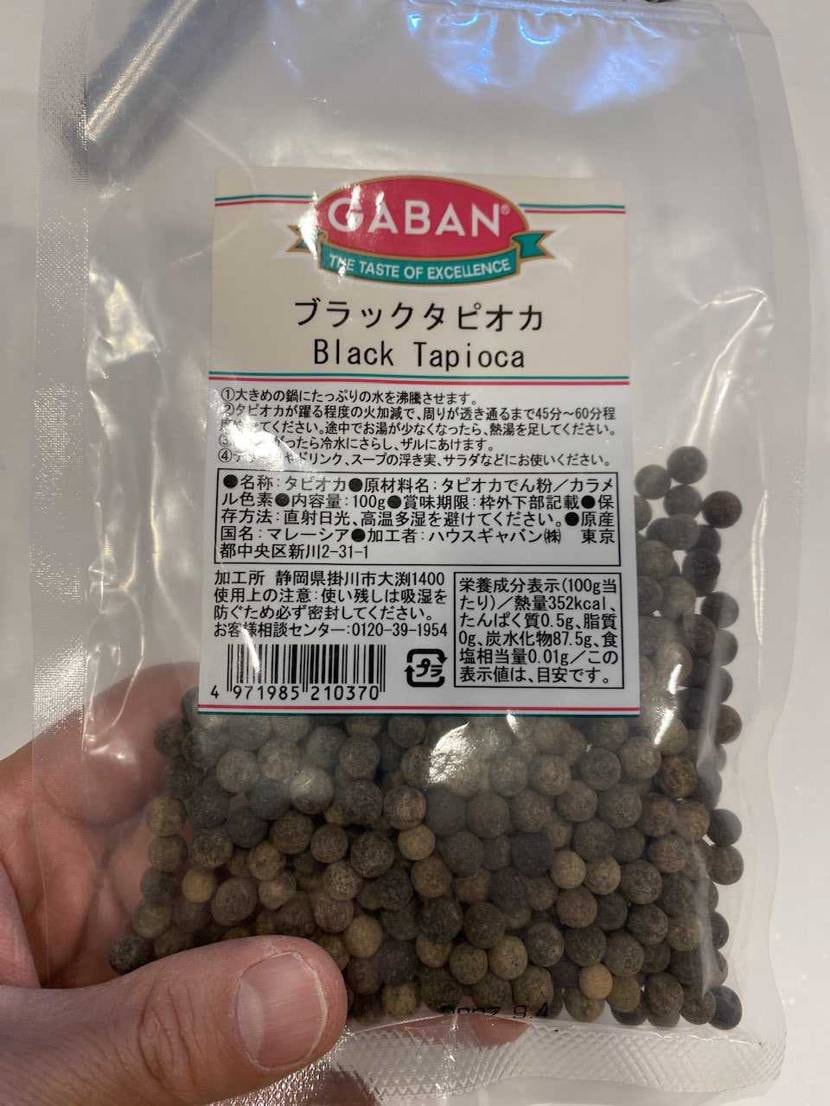 GABAN®
THE TASTE OF EXCELLENCE
ブラックタピオカ
Black Tapioca
①大きめの鍋にたっぷりの水を沸騰させます。
②タピオカが躍る程度の火加減で、周りが透き通るまで45分〜60分程
せてください。途中でお湯が少なくなったら、熱湯を足してください。
ったら冷水にさらし、ザルにあけます。
④ ドリンク、スープの浮き実、サラダなどにお使いください。
●名称:タピオカ●原材料名:タピオカでん粉/カラメ
ル色素●内容量:100g●賞味期限:枠外下部記載●保
存方法:直射日光、高温多湿を避けてください。●原産
国名:マレーシア●加工者:ハウスギャバン㈱ 東京
都中央区新川2-31-1
加工所 静岡県掛川市大渕1400
使用上の注意:使い残しは吸湿を
防ぐため必ず密封してください。
お客様相談センター:0120-39-1954
栄養成分表示(100g当
たり)/熱量352kcal、
たんぱく質0.5g、脂質
0g、炭水化物87.5g、食
塩相当量0.01g/この
表示値は、目安です。
4 971985 210370
プラ